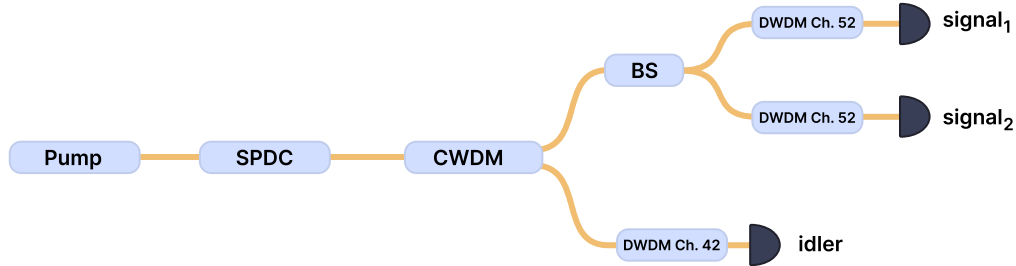 Pump
SPDC
CWDM
BS
DWDM Ch. 52
signal₁
DWDM Ch. 52
signal₂
DWDM Ch. 42
idler